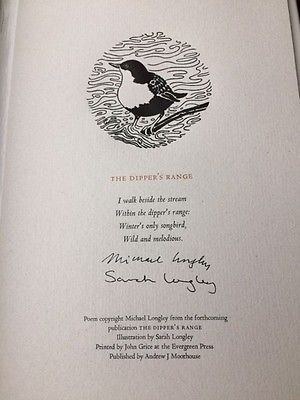 THE DIPPER'S RANGE
I walk beside the stream
Within the dipper's range:
Winter's only songbird,
Wild and melodious.
Michael Longley
Sarah Longley
Poem copyright Michael Longley from the forthcoming
publication THE DIPPER'S RANGE
Illustration by Sarah Longley
Printed by John Grice at the Evergreen Press
Published by Andrew J Moorhouse